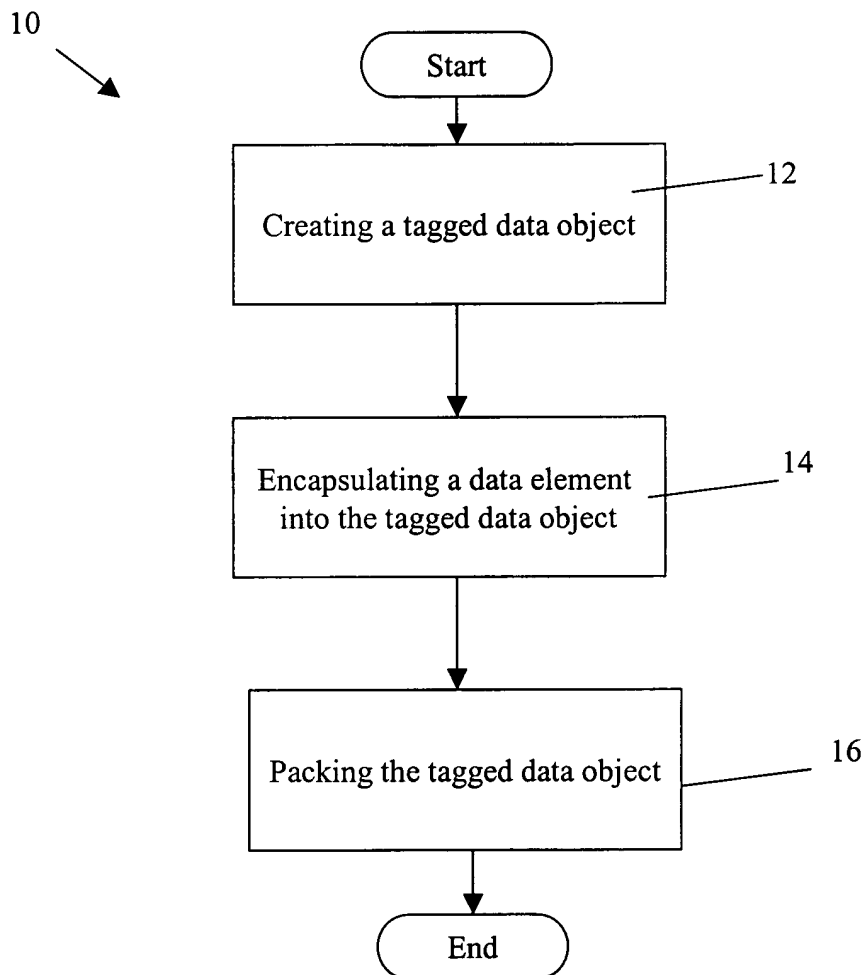 10
Start
12
Creating a tagged data object
14
Encapsulating a data element
into the tagged data object
16
Packing the tagged data object
End